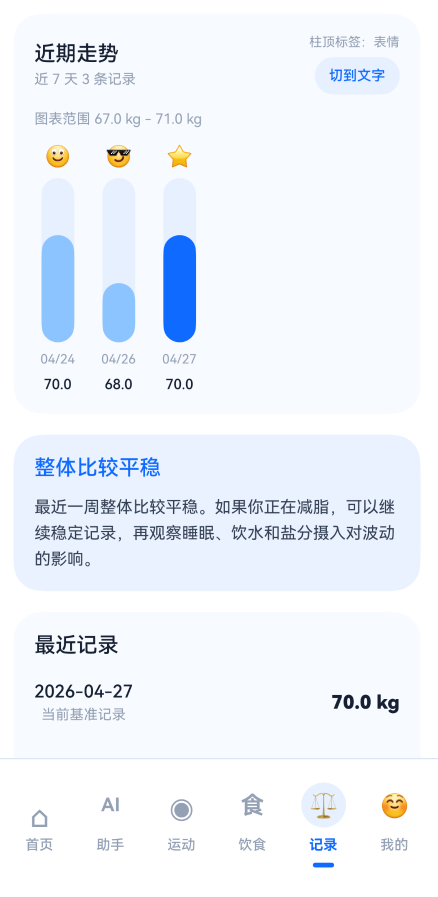 近期走势
柱顶标签：表情
近 7 天 3 条记录
切到文字
图表范围 67.0 kg - 71.0 kg
04/24 04/26 04/27
70.0 68.0 70.0
整体比较平稳
最近一周整体比较平稳。如果你正在减脂，可以继
续稳定记录，再观察睡眠、饮水和盐分摄入对波动
的影响。
最近记录
2026-04-27
当前基准记录
70.0 kg
AI 食
首页 助手 运动 饮食 记录 我的